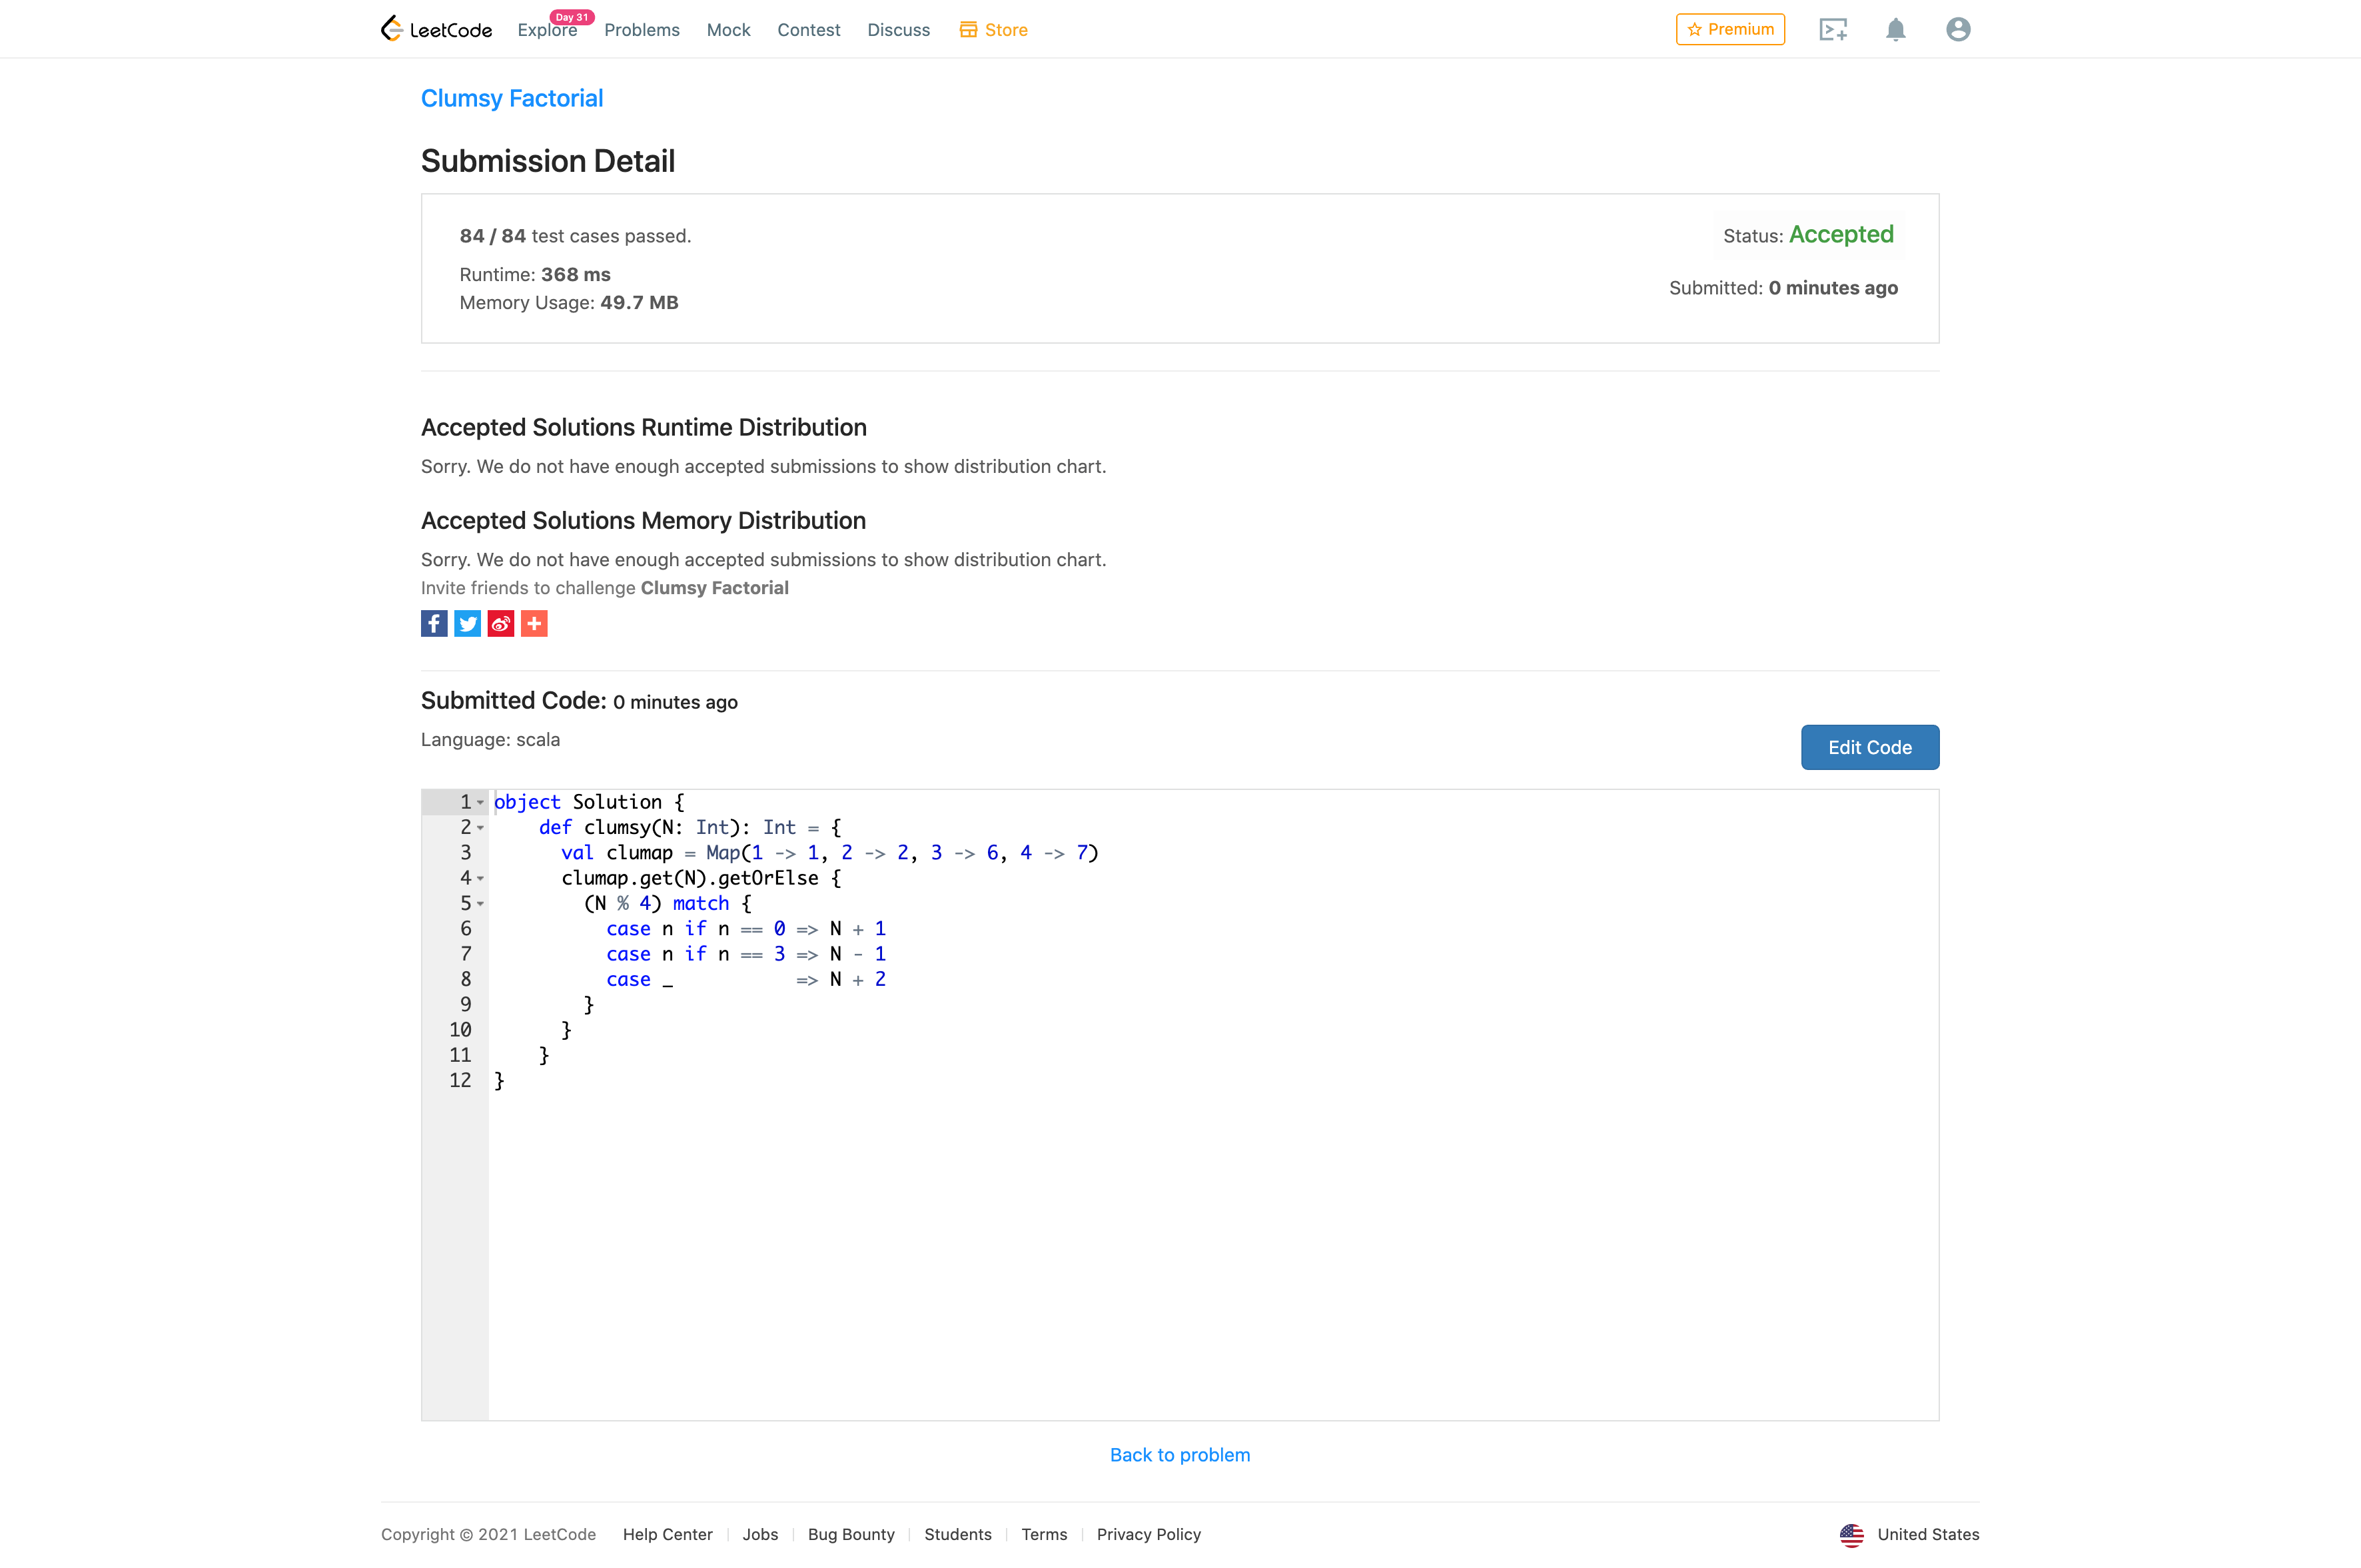 LeetCode Explore Day 31 Problems Mock Contest Discuss Store Premium
Clumsy Factorial
Submission Detail
84 / 84 test cases passed.
Status: Accepted
Runtime: 368 ms
Submitted: 0 minutes ago
Memory Usage: 49.7 MB
Accepted Solutions Runtime Distribution
Sorry. We do not have enough accepted submissions to show distribution chart.
Accepted Solutions Memory Distribution
Sorry. We do not have enough accepted submissions to show distribution chart.
Invite friends to challenge Clumsy Factorial
Submitted Code: 0 minutes ago
Language: scala
Edit Code
1 object Solution {
2     def clumsy(N: Int): Int = {
3       val clumap = Map(1 -> 1, 2 -> 2, 3 -> 6, 4 -> 7)
4       clumap.get(N).getOrElse {
5         (N % 4) match {
6           case n if n == 0 => N + 1
7           case n if n == 3 => N - 1
8           case _           => N + 2
9         }
10       }
11     }
12 }
Back to problem
Copyright © 2021 LeetCode Help Center | Jobs | Bug Bounty | Students | Terms | Privacy Policy United States